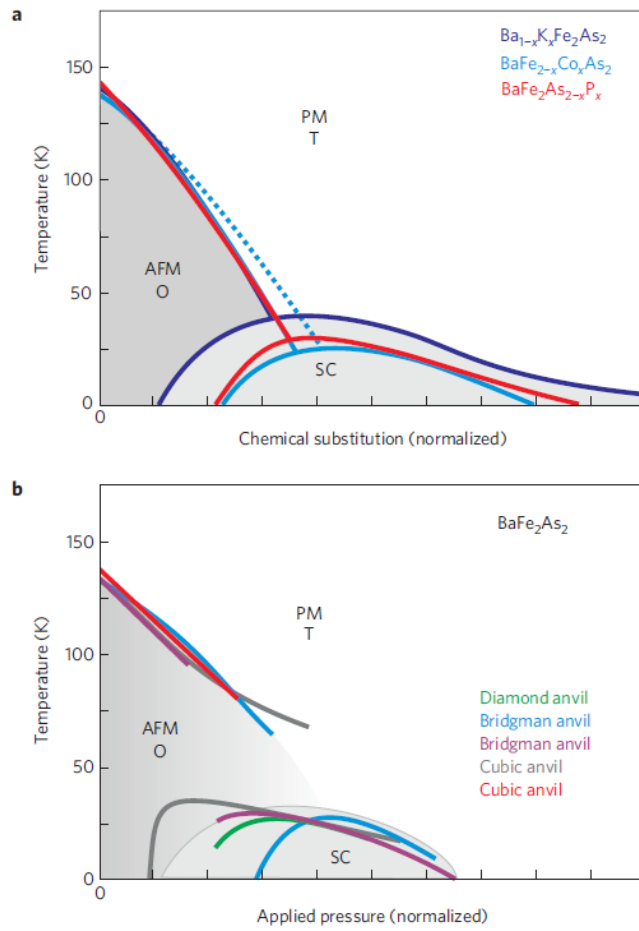 a
Ba₁₋ₓKₓFe₂As₂
BaFe₂₋ₓCoₓAs₂
BaFe₂As₂₋ₓPₓ
150
PM
T
100
Temperature (K)
AFM
O
50
SC
0
0
Chemical substitution (normalized)
b
BaFe₂As₂
150
PM
T
100
Temperature (K)
Diamond anvil
Bridgman anvil
Bridgman anvil
Cubic anvil
Cubic anvil
AFM
O
50
SC
0
0
Applied pressure (normalized)